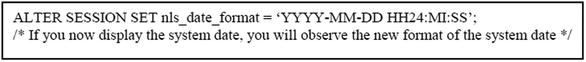 ALTER SESSION SET nls_date_format = ‘YYYY-MM-DD HH24:MI:SS’;
/* If you now display the system date, you will observe the new format of the system date */